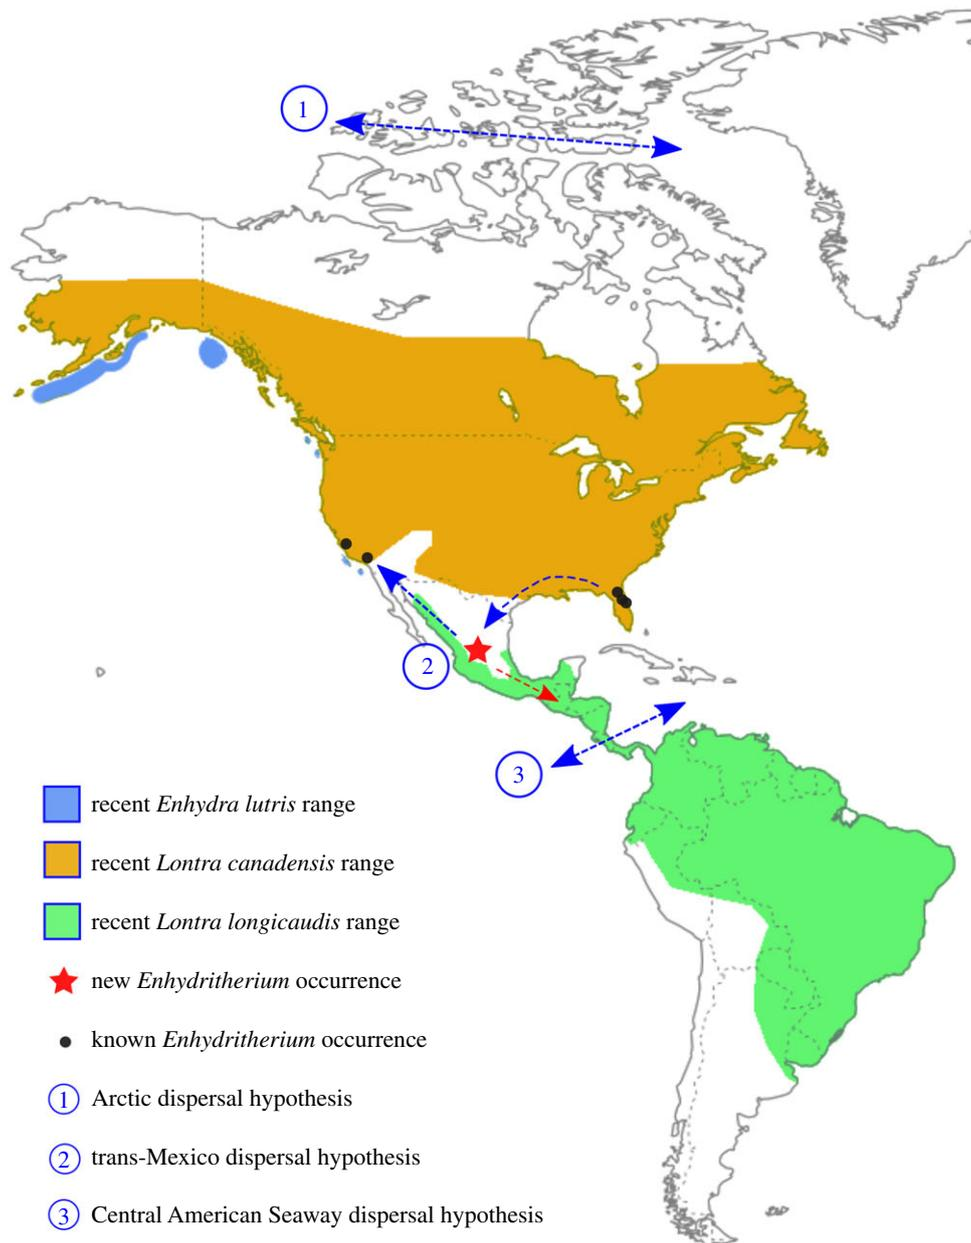 1
2
3
recent Enhydra lutris range
recent Lontra canadensis range
recent Lontra longicaudis range
new Enhydritherium occurrence
known Enhydritherium occurrence
1 Arctic dispersal hypothesis
2 trans-Mexico dispersal hypothesis
3 Central American Seaway dispersal hypothesis